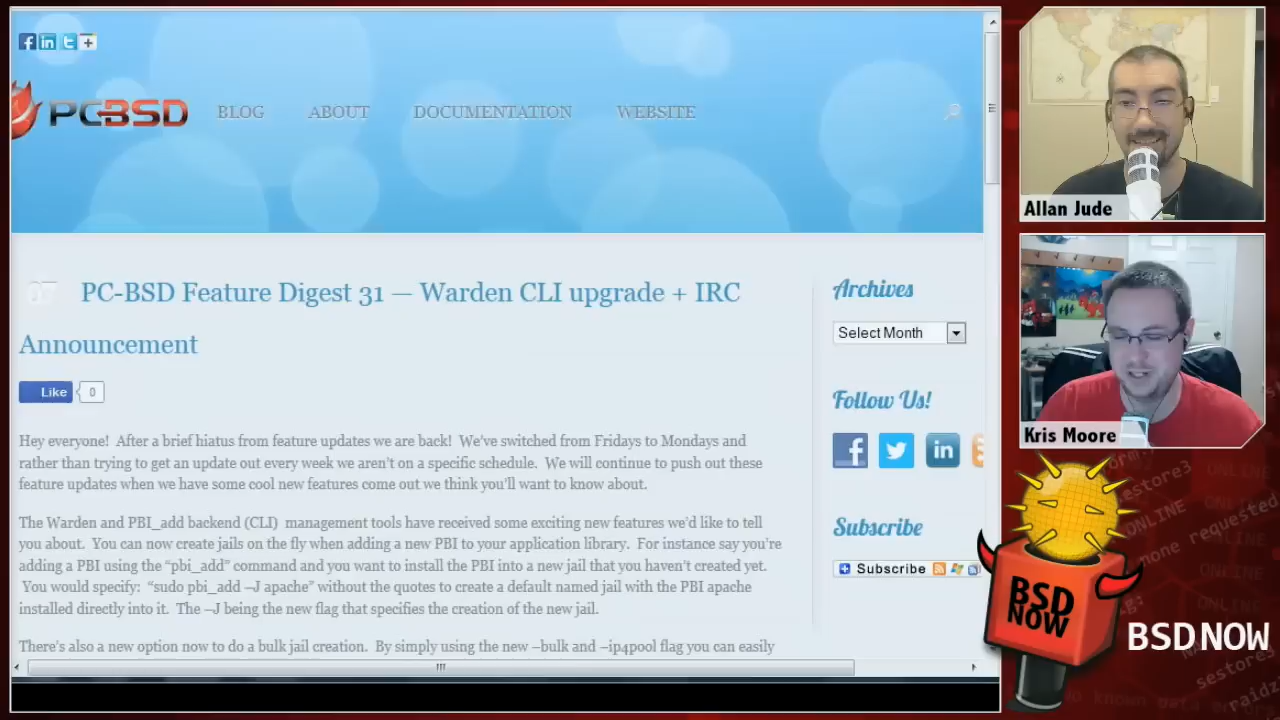 PCBSD
BLOG
ABOUT
DOCUMENTATION
WEBSITE
PC-BSD Feature Digest 31 — Warden CLI upgrade + IRC
Announcement
Like
0
Hey everyone! After a brief hiatus from feature updates we are back! We've switched from Fridays to Mondays and
rather than trying to get an update out every week we aren't on a specific schedule. We will continue to push out these
feature updates when we have some cool new features come out we think you'll want to know about.
The Warden and PBI_add backend (CLI) management tools have received some exciting new features we'd like to tell
you about. You can now create jails on the fly when adding a new PBI to your application library. For instance say you're
adding a PBI using the "pbi_add" command and you want to install the PBI into a new jail that you haven't created yet.
You would specify: "sudo pbi_add –J apache" without the quotes to create a default named jail with the PBI apache
installed directly into it. The –J being the new flag that specifies the creation of the new jail.
There's also a new option now to do a bulk jail creation. By simply using the new –bulk and –ip4pool flag you can easily
Archives
Select Month
Follow Us!
Subscribe
Subscribe
Allan Jude
Kris Moore
BSD
NOW
BSD NOW
ONLINE
none requested
ONLINE